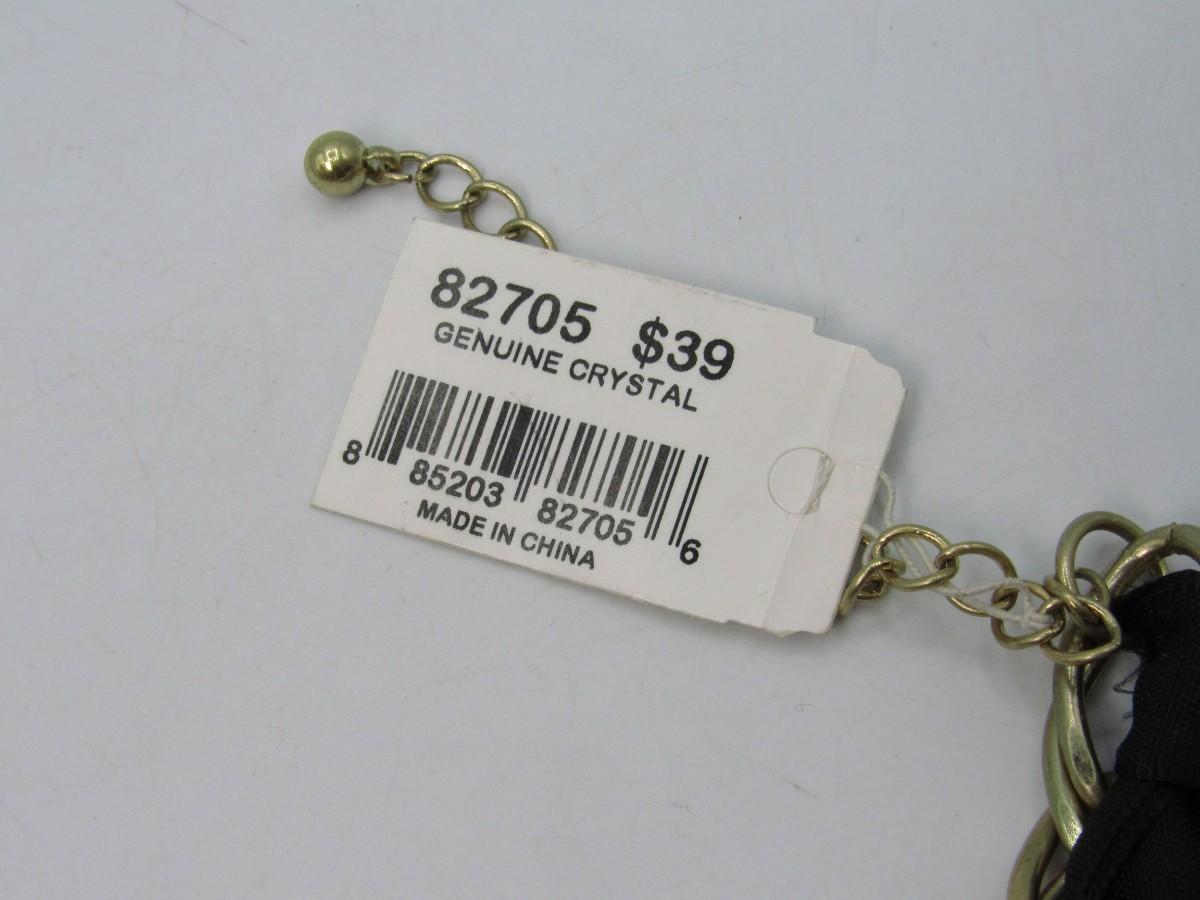 82705 $39
GENUINE CRYSTAL
8 85203 82705 6
MADE IN CHINA